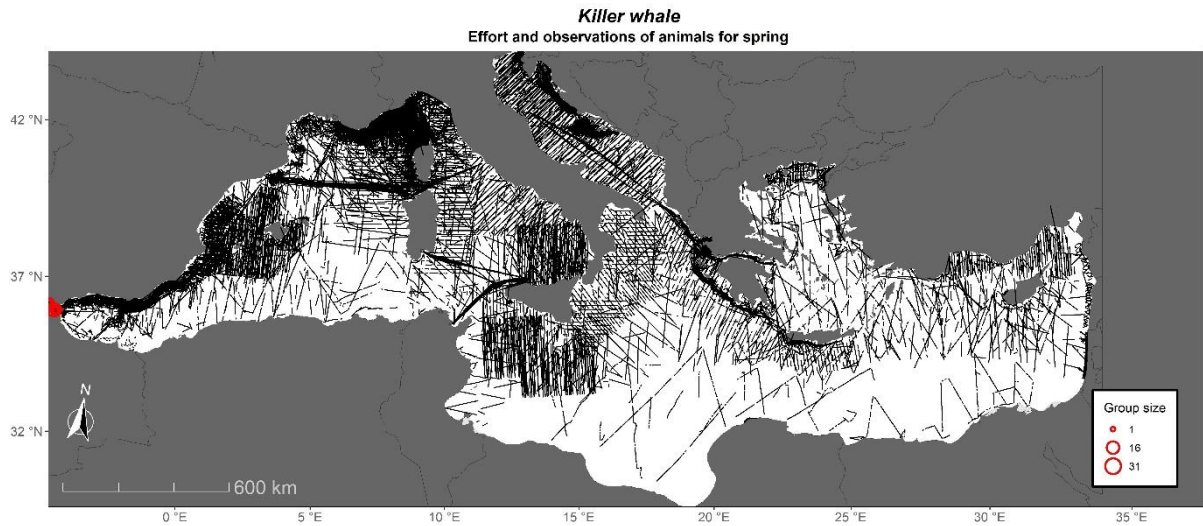 Killer whale
Effort and observations of animals for spring
42 °N
37 °N
32 °N
N
600 km
Group size
1
16
31
0 °E
5 °E
10 °E
15 °E
20 °E
25 °E
30 °E
35 °E